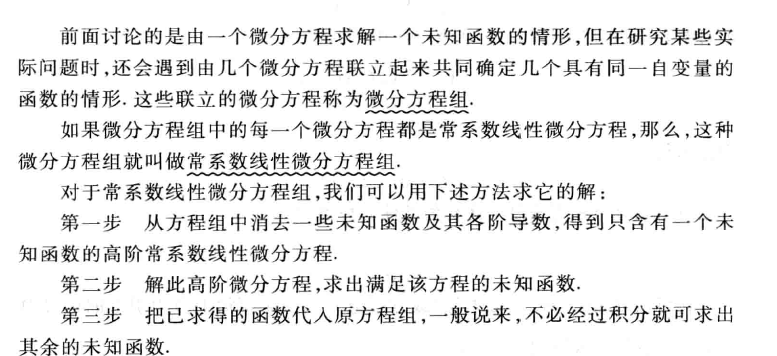 前面讨论的是由一个微分方程求解一个未知函数的情形,但在研究某些实
际问题时,还会遇到由几个微分方程联立起来共同确定几个具有同一自变量的
函数的情形. 这些联立的微分方程称为微分方程组.
如果微分方程组中的每一个微分方程都是常系数线性微分方程,那么,这种
微分方程组就叫做常系数线性微分方程组.
对于常系数线性微分方程组,我们可以用下述方法求它的解:
第一步 从方程组中消去一些未知函数及其各阶导数,得到只含有一个未
知函数的高阶常系数线性微分方程.
第二步 解此高阶微分方程,求出满足该方程的未知函数.
第三步 把已求得的函数代入原方程组,一般说来,不必经过积分就可求出
其余的未知函数.